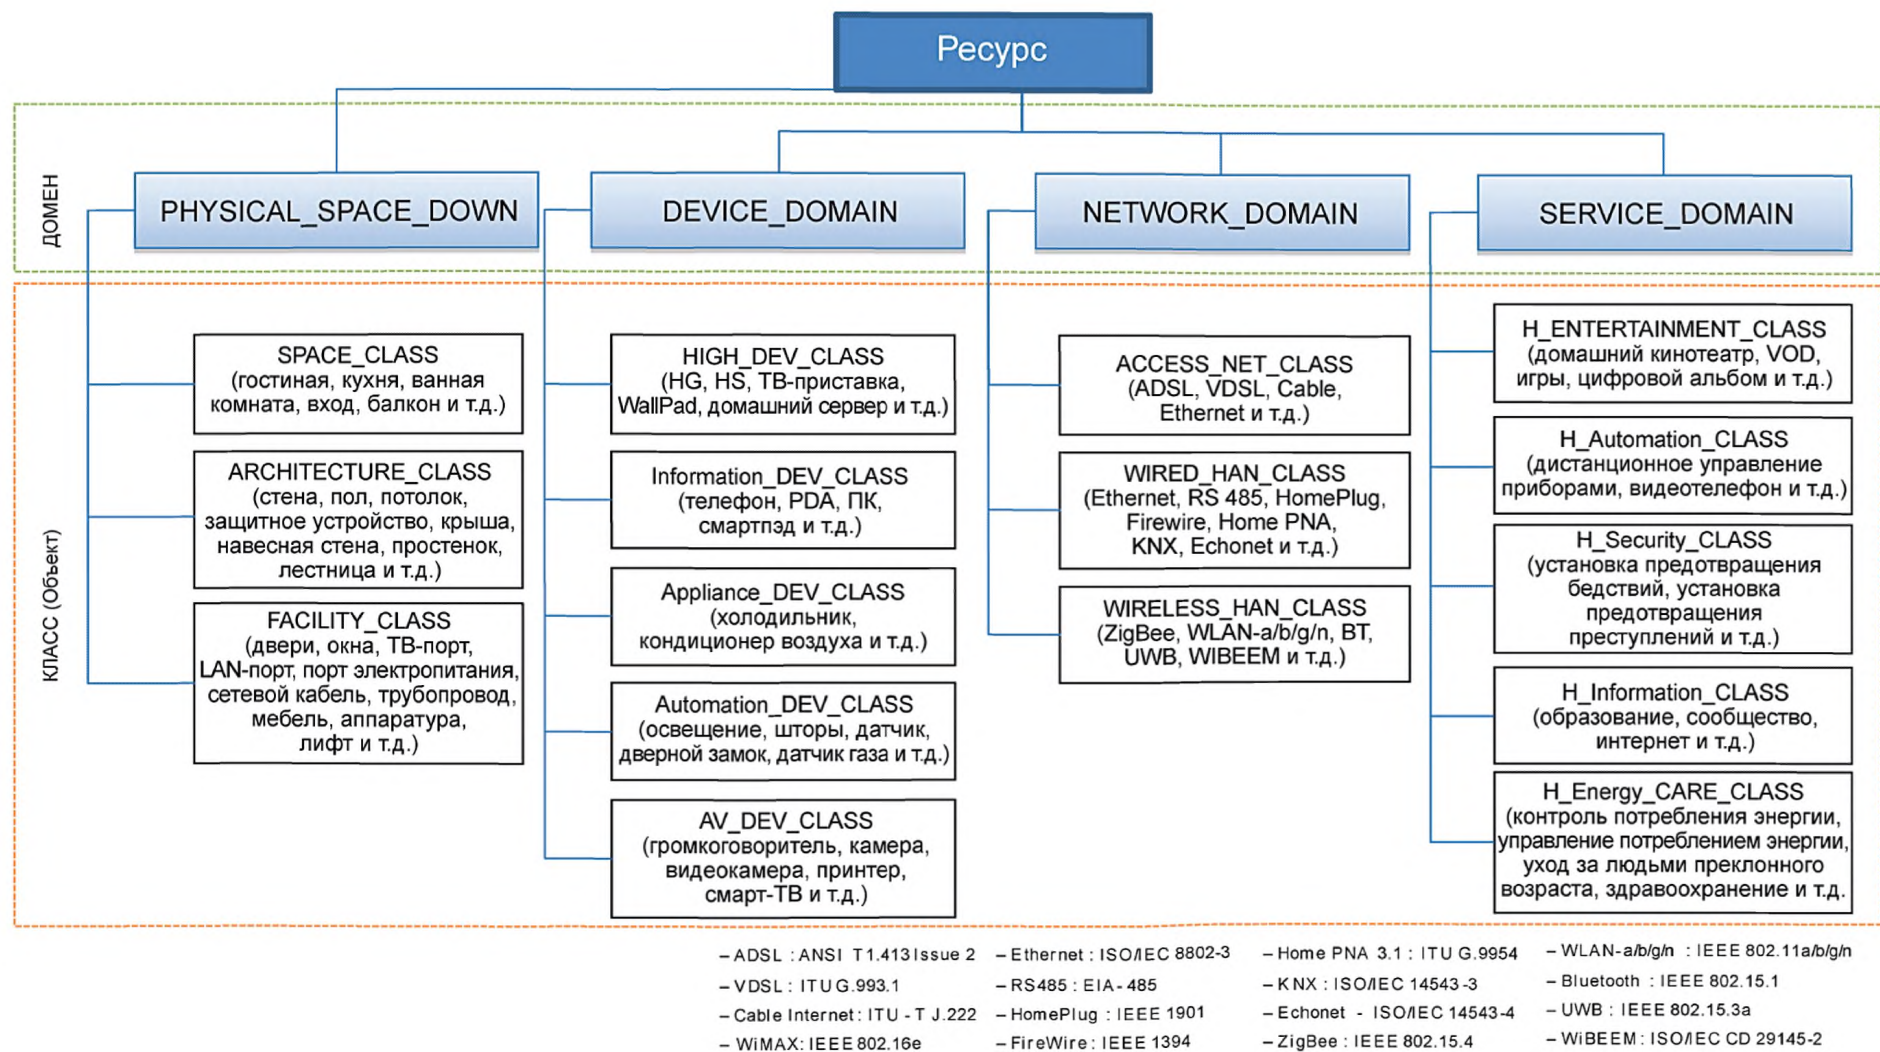 Ресурс
ДОМЕН
PHYSICAL_SPACE_DOWN
DEVICE_DOMAIN
NETWORK_DOMAIN
SERVICE_DOMAIN
КЛАСС (Объект)
SPACE_CLASS
(гостиная, кухня, ванная
комната, вход, балкон и т.д.)
ARCHITECTURE_CLASS
(стена, пол, потолок,
защитное устройство, крыша,
навесная стена, простенок,
лестница и т.д.)
FACILITY_CLASS
(двери, окна, ТВ-порт,
LAN-порт, порт электропитания,
сетевой кабель, трубопровод,
мебель, аппаратура,
лифт и т.д.)
HIGH_DEV_CLASS
(HG, HS, ТВ-приставка,
WallPad, домашний сервер и т.д.)
Information_DEV_CLASS
(телефон, PDA, ПК,
смартпэд и т.д.)
Appliance_DEV_CLASS
(холодильник,
кондиционер воздуха и т.д.)
Automation_DEV_CLASS
(освещение, шторы, датчик,
дверной замок, датчик газа и т.д.)
AV_DEV_CLASS
(громкоговоритель, камера,
видеокамера, принтер,
смарт-ТВ и т.д.)
ACCESS_NET_CLASS
(ADSL, VDSL, Cable,
Ethernet и т.д.)
WIRED_HAN_CLASS
(Ethernet, RS 485, HomePlug,
Firewire, Home PNA,
KNX, Echonet и т.д.)
WIRELESS_HAN_CLASS
(ZigBee, WLAN-a/b/g/n, BT,
UWB, WIBEEM и т.д.)
H_ENTERTAINMENT_CLASS
(домашний кинотеатр, VOD,
игры, цифровой альбом и т.д.)
H_Automation_CLASS
(дистанционное управление
приборами, видеотелефон и т.д.)
H_Security_CLASS
(установка предотвращения
бедствий, установка
предотвращения
преступлений и т.д.)
H_Information_CLASS
(образование, сообщество,
интернет и т.д.)
H_Energy_CARE_CLASS
(контроль потребления энергии,
управление потреблением энергии,
уход за людьми преклонного
возраста, здравоохранение и т.д.
– ADSL : ANSI T1.413 Issue 2
– VDSL : ITU G.993.1
– Cable Internet: ITU - T J.222
– WiMAX: IEEE 802.16e
– Ethernet : ISO/IEC 8802-3
– RS485 : EIA- 485
– HomePlug : IEEE 1901
– FireWire : IEEE 1394
– Home PNA 3.1 : ITU G.9954
– KNX : ISO/IEC 14543-3
– Echonet - ISO/IEC 14543-4
– ZigBee : IEEE 802.15.4
– WLAN-a/b/g/n : IEEE 802.11a/b/g/n
– Bluetooth : IEEE 802.15.1
– UWB : IEEE 802.15.3a
– WiBEEM: ISO/IEC CD 29145-2